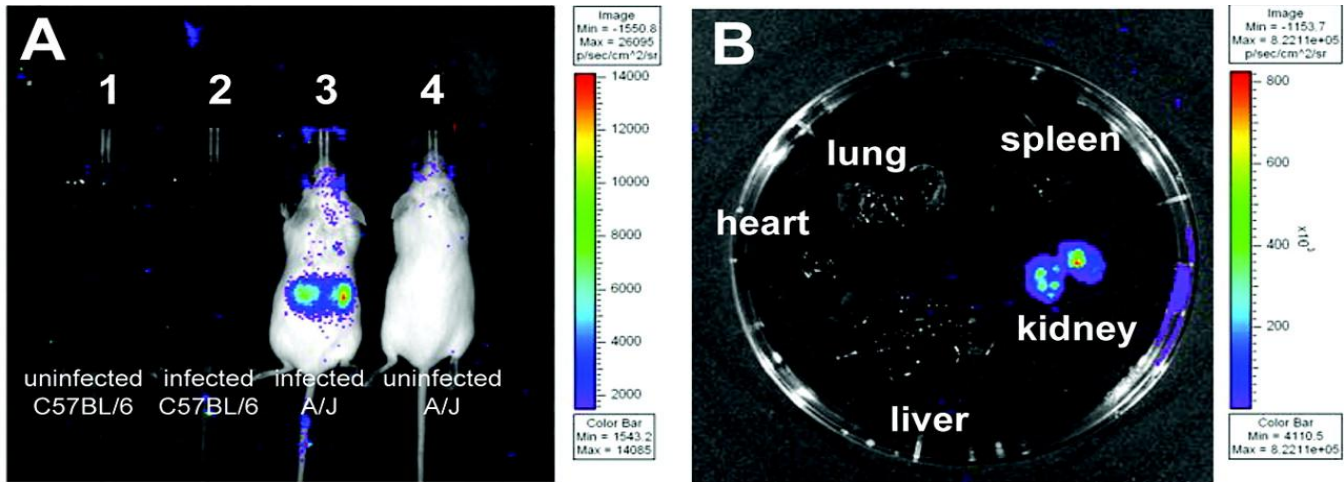 A
1
2
3
4
uninfected
C57BL/6
infected
C57BL/6
infected
A/J
uninfected
A/J
Image
Min = -1550.8
Max = 26095
p/sec/cm^2/sr
14000
12000
10000
8000
6000
4000
2000
Color Bar
Min = 1543.2
Max = 14085
B
lung
spleen
heart
kidney
liver
Image
Min = -1153.7
Max = 8.2211e+05
p/sec/cm^2/sr
800
600
400
200
Color Bar
Min = 4110.5
Max = 8.2211e+05